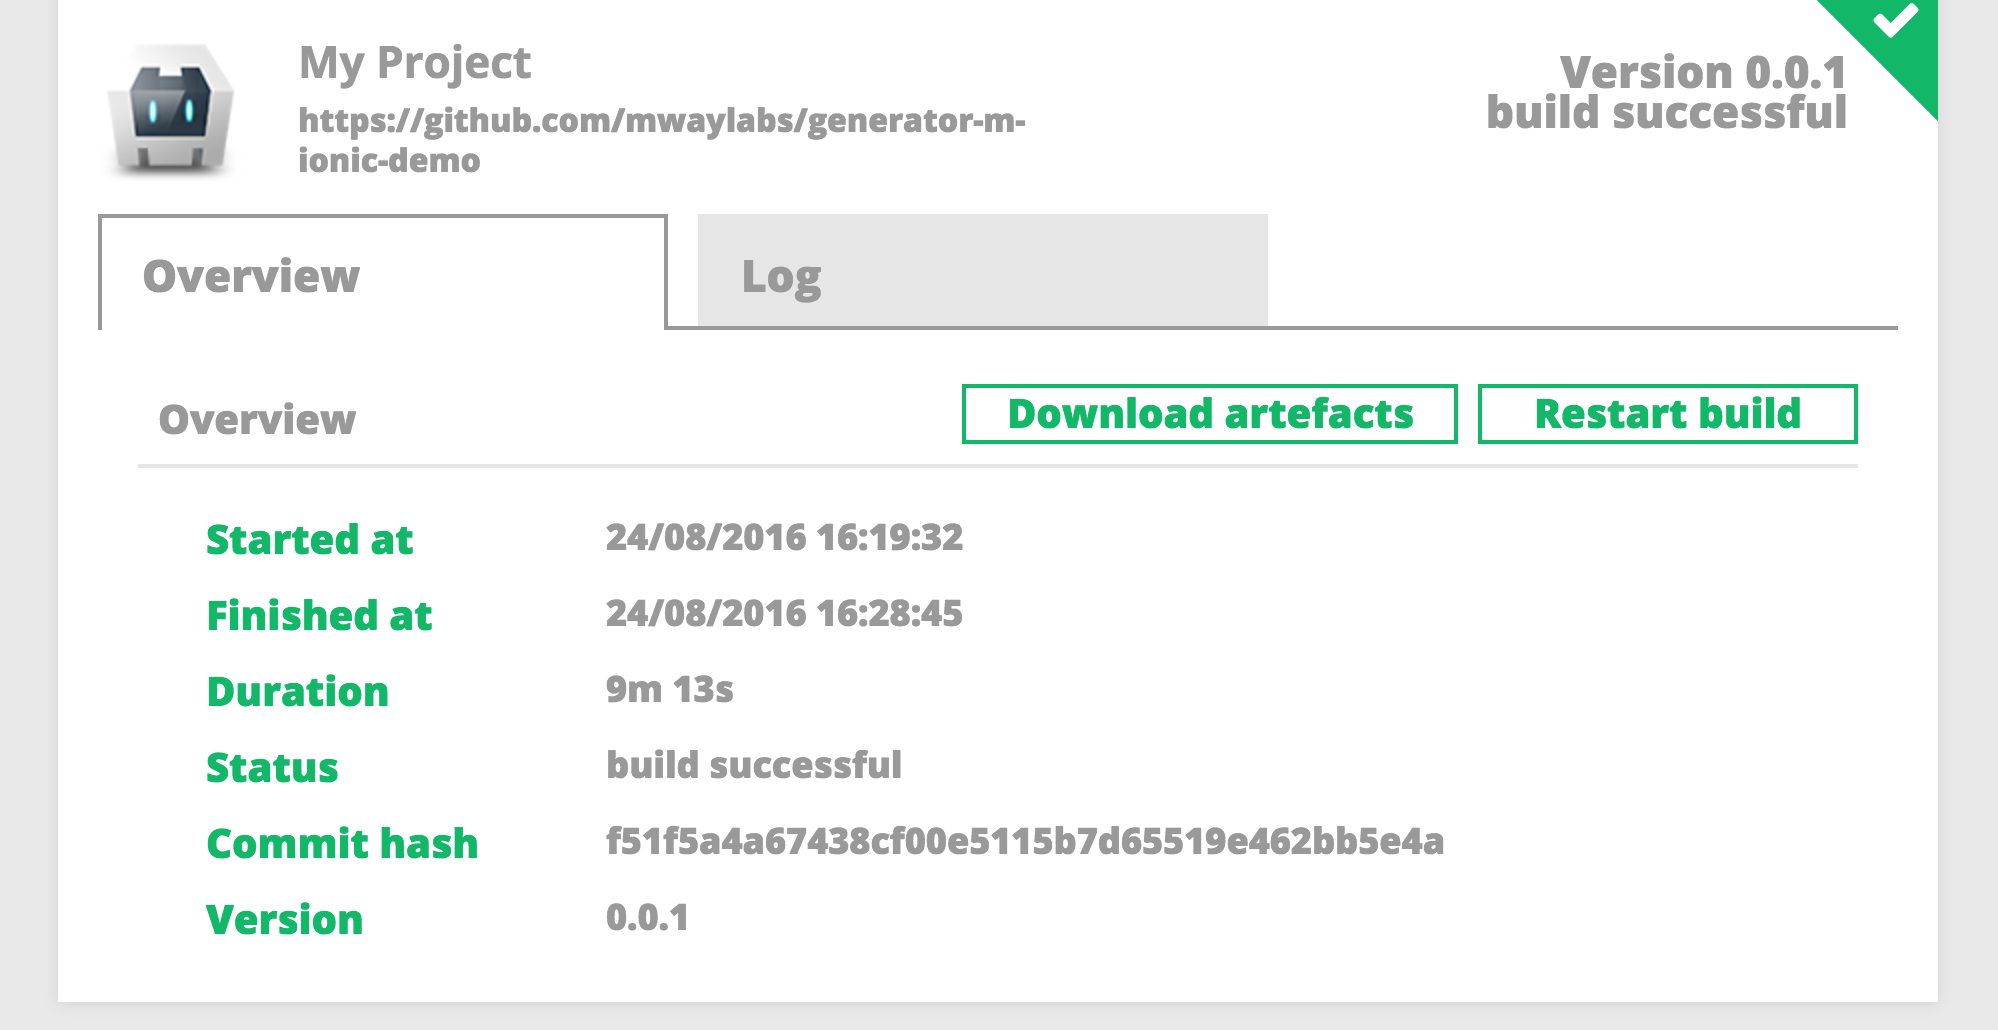 My Project
https://github.com/mwaylabs/generator-m-
ionic-demo
Version 0.0.1
build successful
Overview
Log
Overview
Download artefacts
Restart build
Started at 24/08/2016 16:19:32
Finished at 24/08/2016 16:28:45
Duration 9m 13s
Status build successful
Commit hash f51f5a4a67438cf00e5115b7d65519e462bb5e4a
Version 0.0.1